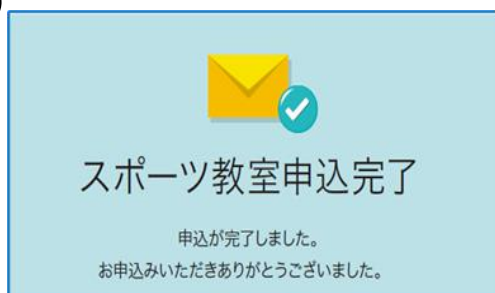 スポーツ教室申込完了
申込が完了しました。
お申込みいただきありがとうございました。